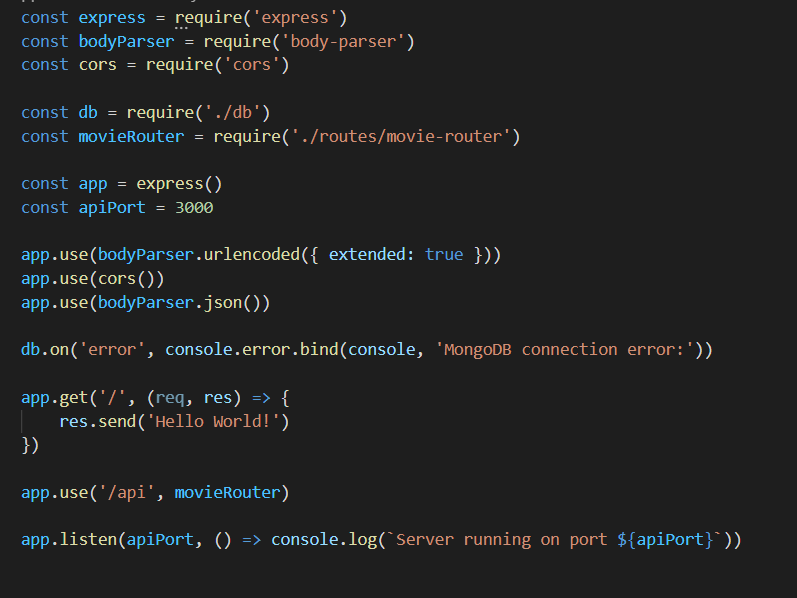 const express = require('express')
const bodyParser = require('body-parser')
const cors = require('cors')
const db = require('./db')
const movieRouter = require('./routes/movie-router')
const app = express()
const apiPort = 3000
app.use(bodyParser.urlencoded({ extended: true }))
app.use(cors())
app.use(bodyParser.json())
db.on('error', console.error.bind(console, 'MongoDB connection error:'))
app.get('/', (req, res) => {
    res.send('Hello World!')
})
app.use('/api', movieRouter)
app.listen(apiPort, () => console.log(`Server running on port ${apiPort}`))